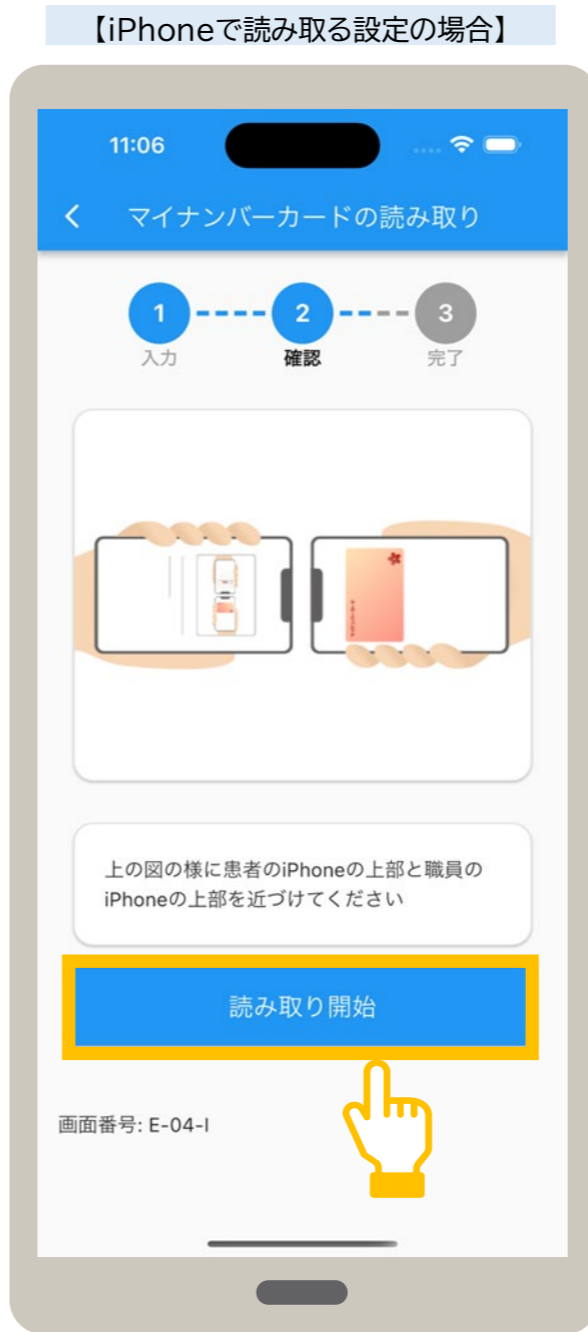 【iPhoneで読み取る設定の場合】
11:06
マイナンバーカードの読み取り
1
2
3
入力
確認
完了
上の図の様に患者のiPhoneの上部と職員の
iPhoneの上部を近づけてください
読み取り開始
画面番号: E-04-I